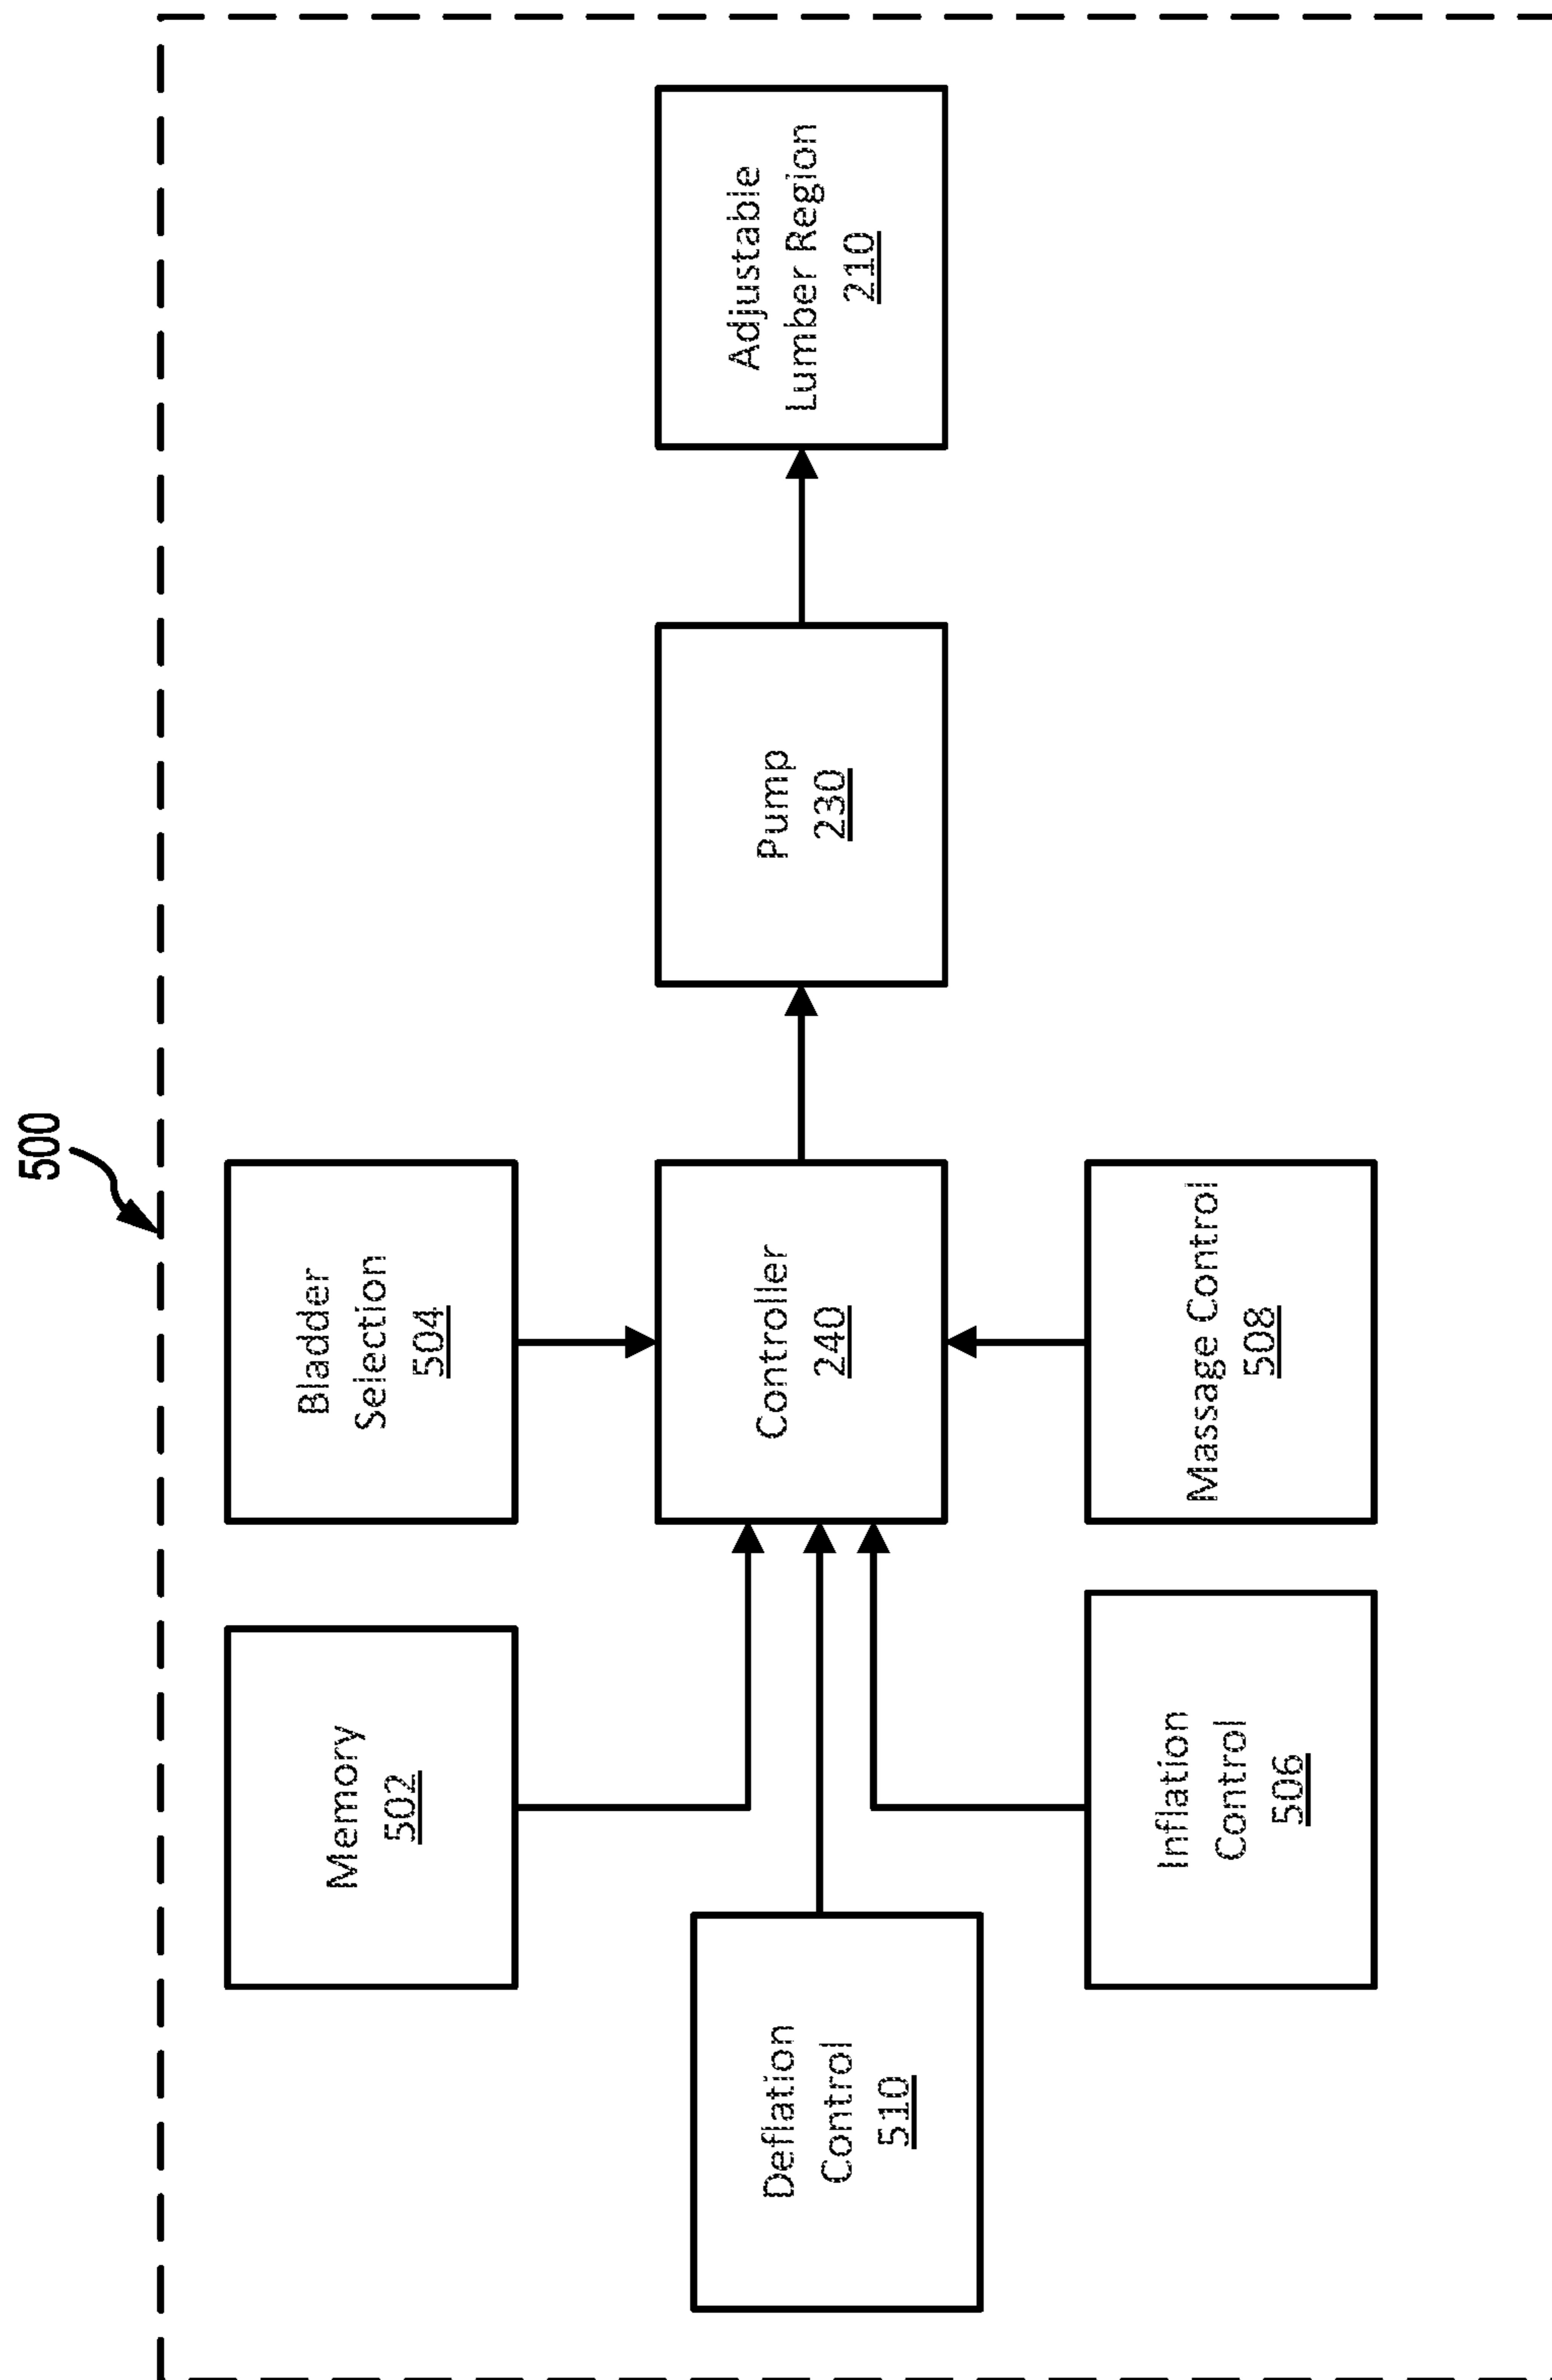 500
Memory
502
Bladder
Selection
504
Deflation
Control
510
Controller
240
Pump
230
Adjustable
Lumber Region
210
Inflation
Control
506
Massage Control
508